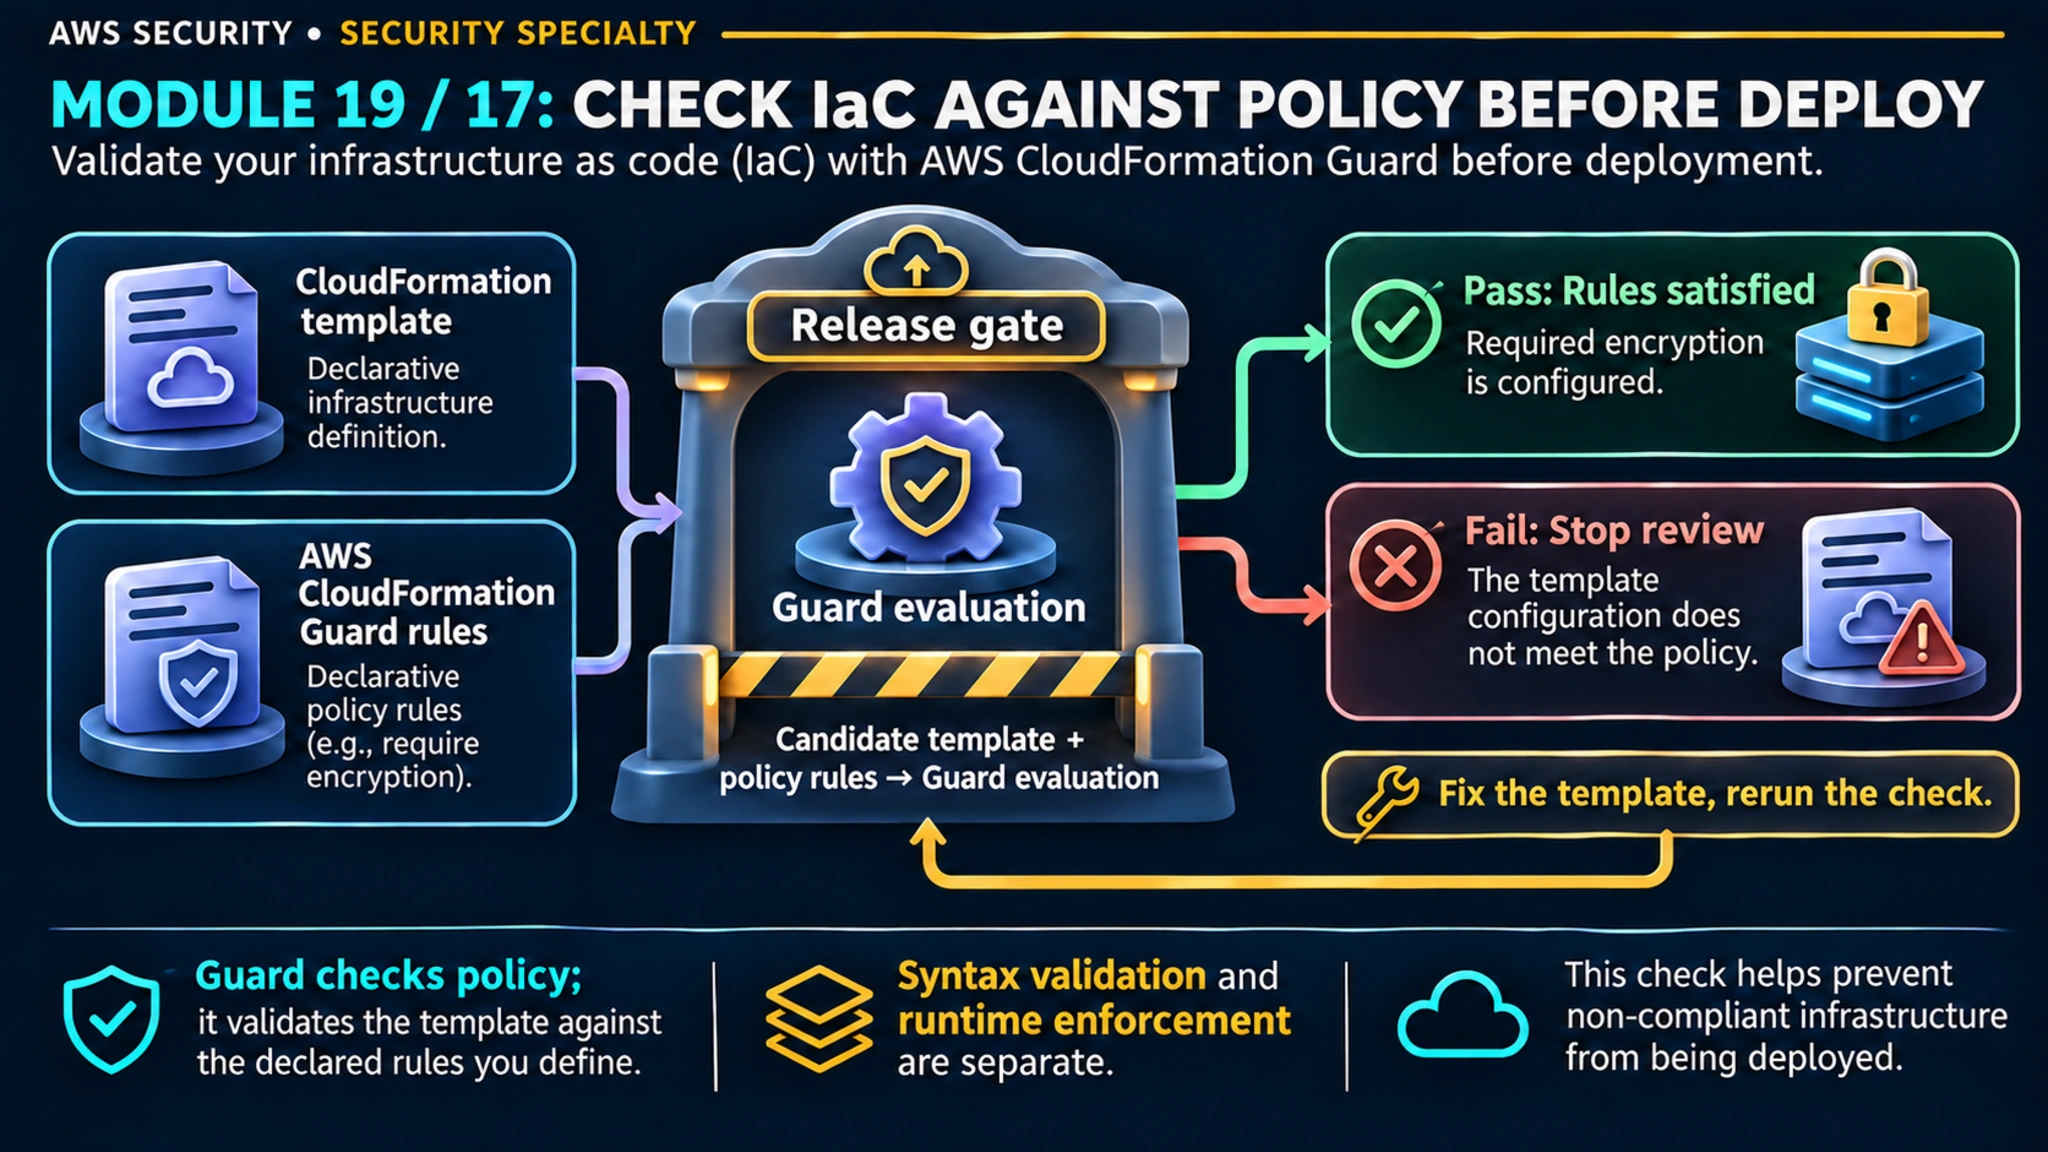 AWS SECURITY • SECURITY SPECIALTY
MODULE 19 / 17: CHECK IaC AGAINST POLICY BEFORE DEPLOY
Validate your infrastructure as code (IaC) with AWS CloudFormation Guard before deployment.
CloudFormation
template
Declarative
infrastructure
definition.
AWS
CloudFormation
Guard rules
Declarative
policy rules
(e.g., require
encryption).
Release gate
Guard evaluation
Candidate template +
policy rules → Guard evaluation
Pass: Rules satisfied
Required encryption
is configured.
Fail: Stop review
The template
configuration does
not meet the policy.
Fix the template, rerun the check.
Guard checks policy;
it validates the template against
the declared rules you define.
Syntax validation and
runtime enforcement
are separate.
This check helps prevent
non-compliant infrastructure
from being deployed.